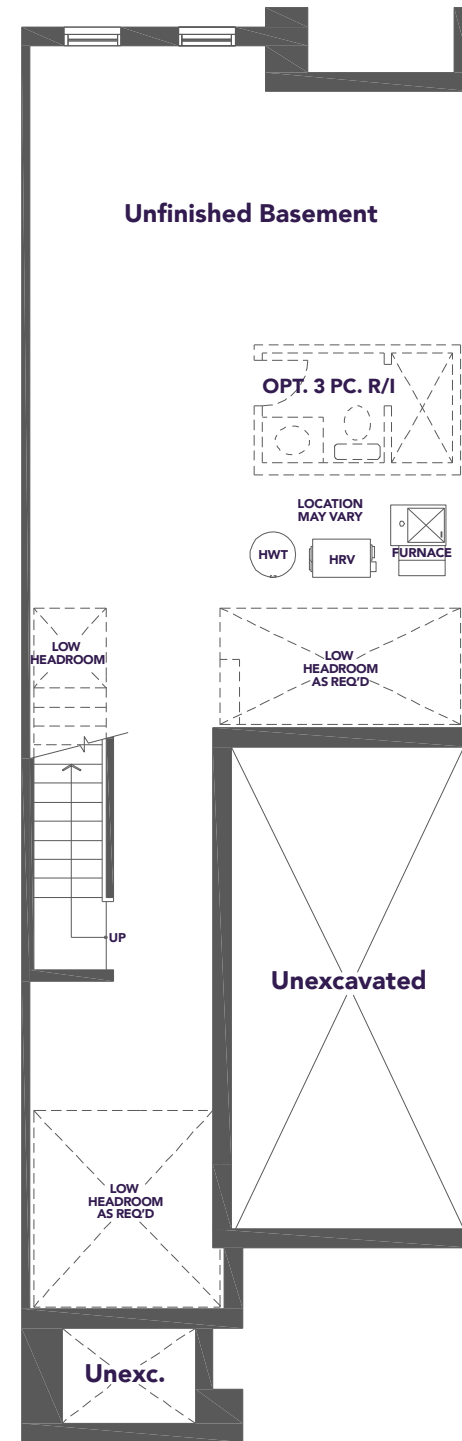 Unfinished Basement
OPT. 3 PC. R/I
LOCATION
MAY VARY
HWT
HRV
FURNACE
LOW
HEADROOM
LOW
HEADROOM
AS REQ'D
UP
Unexcavated
LOW
HEADROOM
AS REQ'D
Unexc.